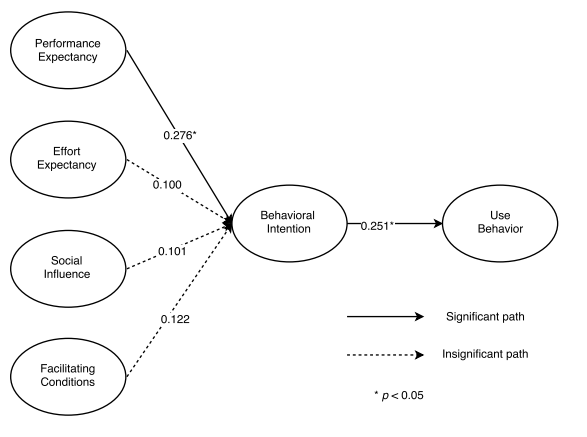 Performance
Expectancy
0.276*
Effort
Expectancy
0.100
Behavioral
Intention
0.251*
Use
Behavior
Social
Influence
0.101
0.122
Significant path
Insignificant path
Facilitating
Conditions
* p < 0.05